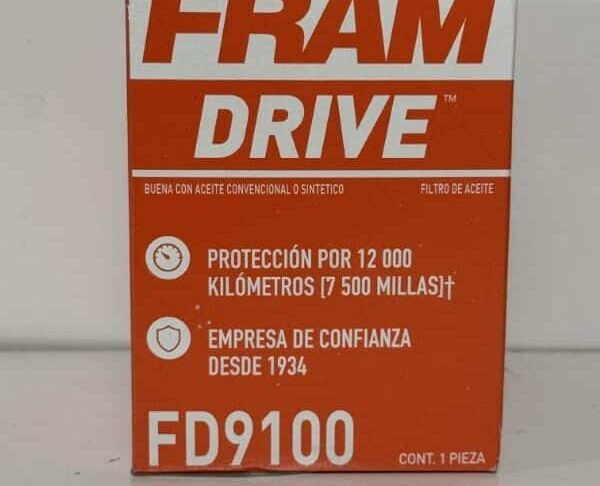 FRAM
DRIVE™
BUENA CON ACEITE CONVENCIONAL O SINTETICO
FILTRO DE ACEITE
PROTECCIÓN POR 12 000
KILÓMETROS [7 500 MILLAS]†
EMPRESA DE CONFIANZA
DESDE 1934
FD9100
CONT. 1 PIEZA